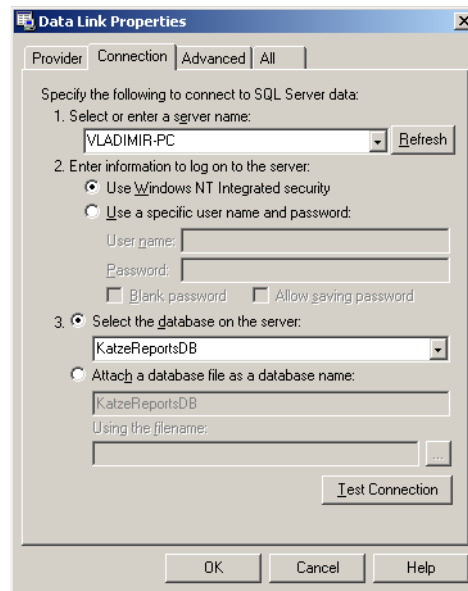 Data Link Properties
Provider Connection Advanced All
Specify the following to connect to SQL Server data:
1. Select or enter a server name:
VLADIMIR-PC Refresh
2. Enter information to log on to the server:
Use Windows NT Integrated security
Use a specific user name and password:
User name:
Password:
Blank password Allow saving password
3. Select the database on the server:
KatzeReportsDB
Attach a database file as a database name:
KatzeReportsDB
Using the filename:
...
Test Connection
OK Cancel Help